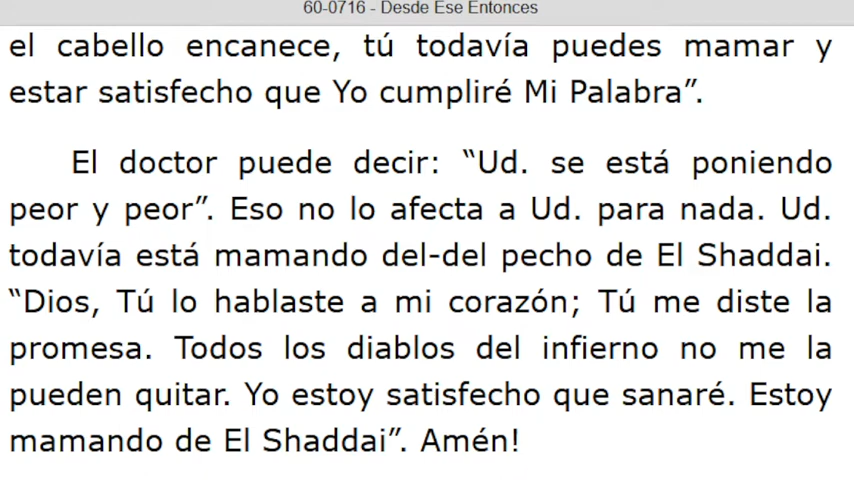 60-0716 - Desde Ese Entonces
el cabello encanece, tú todavía puedes mamar y
estar satisfecho que Yo cumpliré Mi Palabra”.
El doctor puede decir: “Ud. se está poniendo
peor y peor”. Eso no lo afecta a Ud. para nada. Ud.
todavía está mamando del-del pecho de El Shaddai.
“Dios, Tú lo hablaste a mi corazón; Tú me diste la
promesa. Todos los diablos del infierno no me la
pueden quitar. Yo estoy satisfecho que sanaré. Estoy
mamando de El Shaddai”. Amén!